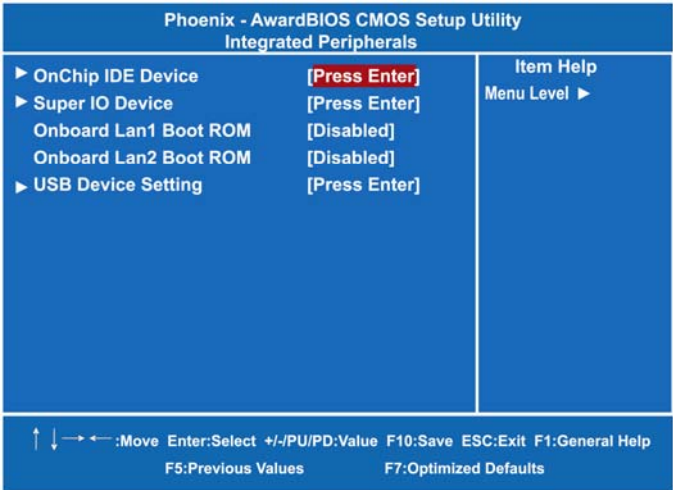 Phoenix - AwardBIOS CMOS Setup Utility
Integrated Peripherals
▶ OnChip IDE Device [Press Enter]
▶ Super IO Device [Press Enter]
Onboard Lan1 Boot ROM [Disabled]
Onboard Lan2 Boot ROM [Disabled]
▶ USB Device Setting [Press Enter]
Item Help
Menu Level ▶
↑ ↓ → ← :Move Enter:Select +/-/PU/PD:Value F10:Save ESC:Exit F1:General Help
F5:Previous Values F7:Optimized Defaults